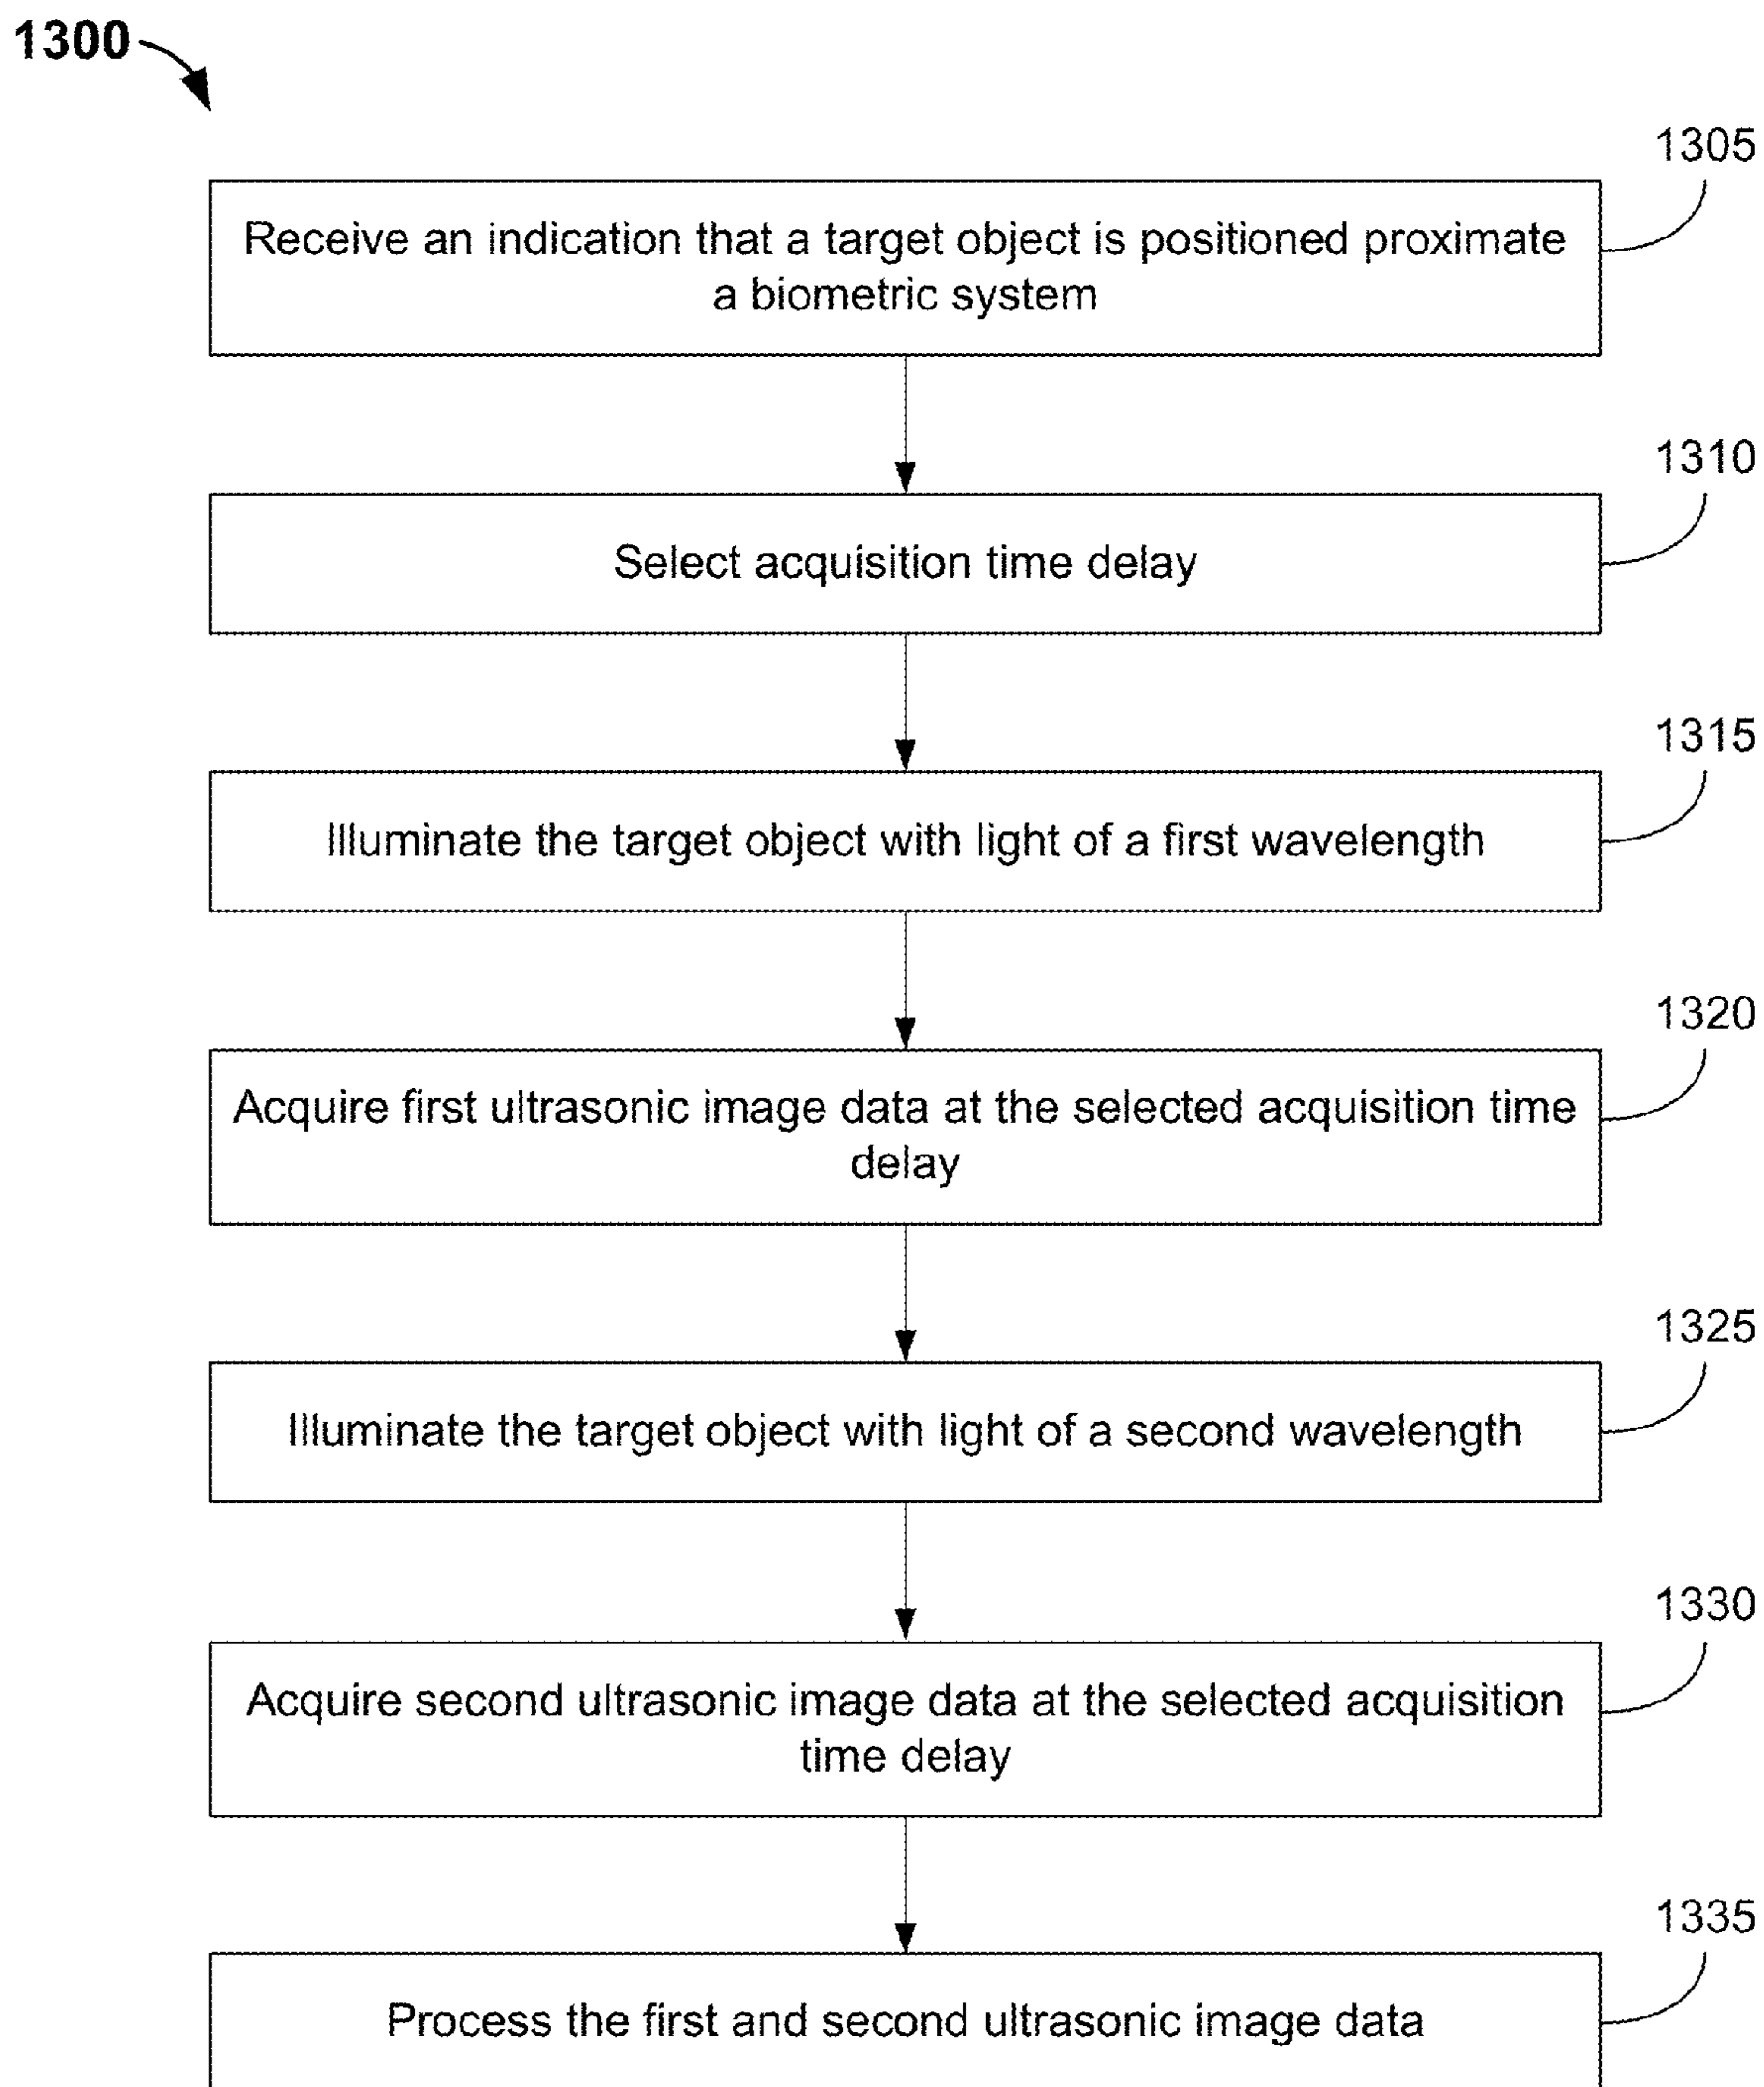 1300
1305
Receive an indication that a target object is positioned proximate
a biometric system
1310
Select acquisition time delay
1315
Illuminate the target object with light of a first wavelength
1320
Acquire first ultrasonic image data at the selected acquisition time
delay
1325
Illuminate the target object with light of a second wavelength
1330
Acquire second ultrasonic image data at the selected acquisition
time delay
1335
Process the first and second ultrasonic image data